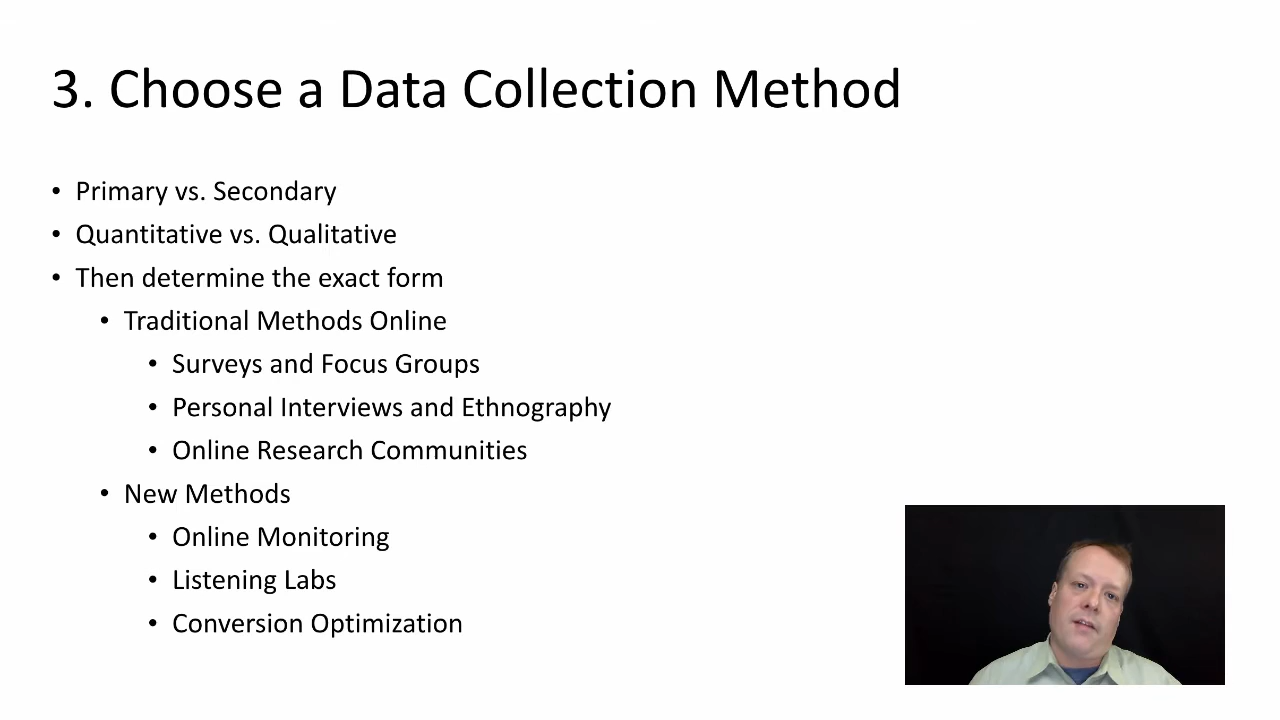 3. Choose a Data Collection Method
• Primary vs. Secondary
• Quantitative vs. Qualitative
• Then determine the exact form
• Traditional Methods Online
• Surveys and Focus Groups
• Personal Interviews and Ethnography
• Online Research Communities
• New Methods
• Online Monitoring
• Listening Labs
• Conversion Optimization